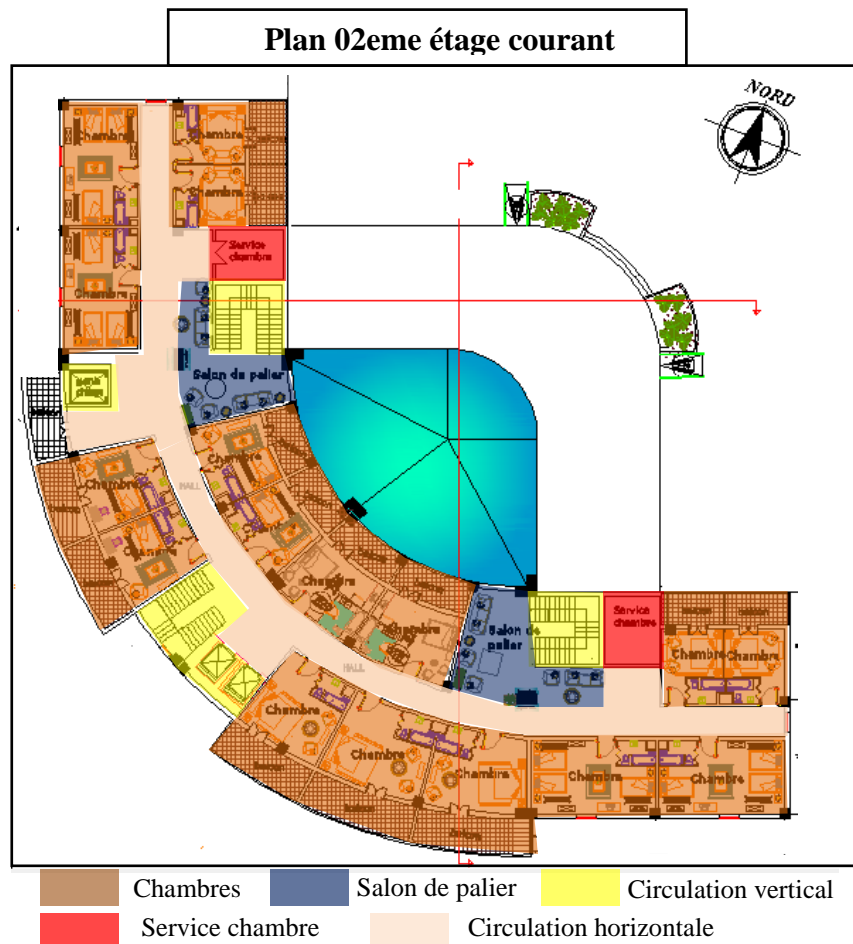 Plan 02eme étage courant
NORD
Chambre
Chambre
Chambre
Service
chambre
Chambre
Salon de palier
Chambre
Chambre
HALL
Chambre
Chambre
Chambre
Salon de
palier
Service
chambre
Chambre
Chambre
HALL
Chambre
Chambre
Chambre
Chambre
Chambre
Chambres
Salon de palier
Circulation vertical
Service chambre
Circulation horizontale